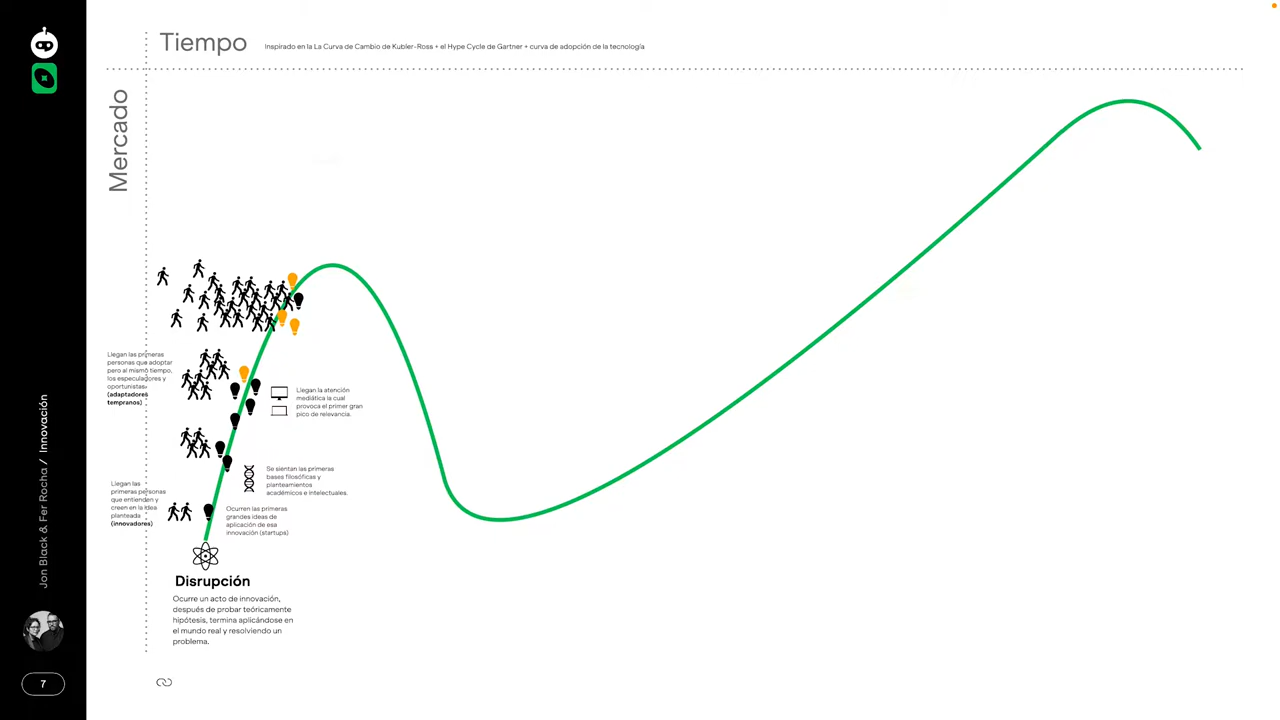 Tiempo
Inspirado en la La Curva de Cambio de Kubler-Ross + el Hype Cycle de Gartner + curva de adopción de la tecnología
Mercado
Llegan las primeras
personas que adoptar
pero al mismo tiempo,
los especuladores y
oportunistas
(adaptadores
tempranos)
Llegan la atención
mediática la cual
provoca el primer gran
pico de relevancia.
Se sientan las primeras
bases filosóficas y
planteamientos
académicos e intelectuales.
Llegan las
primeras personas
que entienden y
creen en la idea
planteada
(innovadores)
Ocurren las primeras
grandes ideas de
aplicación de esa
innovación (startups)
Disrupción
Ocurre un acto de innovación,
después de probar teóricamente
hipótesis, termina aplicándose en
el mundo real y resolviendo un
problema.
Jon Black & Fer Rocha / Innovación
7